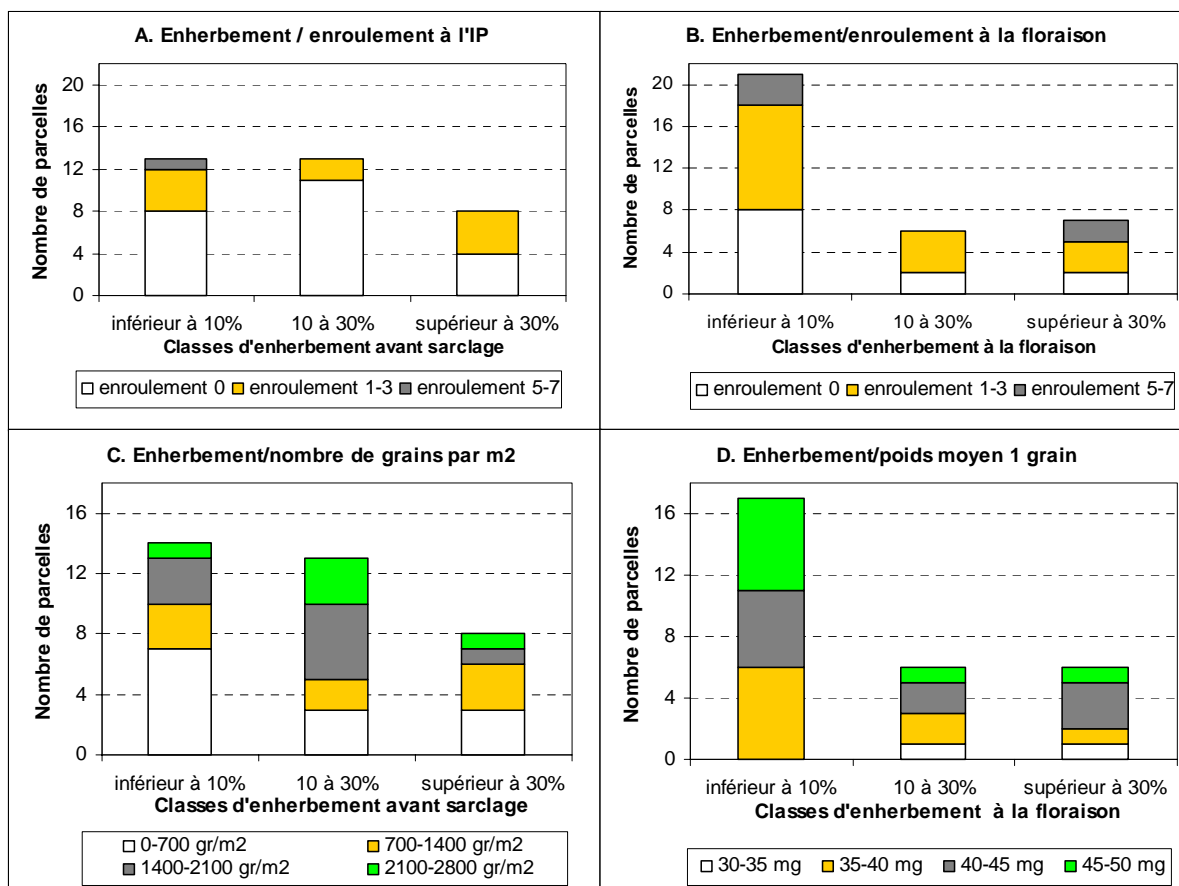 A. Enherbement / enroulement à l'IP
Nombre de parcelles
20
16
12
8
4
0
inférieur à 10% 10 à 30% supérieur à 30%
Classes d'enherbement avant sarclage
enroulement 0 enroulement 1-3 enroulement 5-7
B. Enherbement/enroulement à la floraison
Nombre de parcelles
20
16
12
8
4
0
inférieur à 10% 10 à 30% supérieur à 30%
Classes d'enherbement à la floraison
enroulement 0 enroulement 1-3 enroulement 5-7
C. Enherbement/nombre de grains par m2
Nombre de parcelles
16
12
8
4
0
inférieur à 10% 10 à 30% supérieur à 30%
Classes d'enherbement avant sarclage
0-700 gr/m2 700-1400 gr/m2
1400-2100 gr/m2 2100-2800 gr/m2
D. Enherbement/poids moyen 1 grain
Nombre de parcelles
16
12
8
4
0
inférieur à 10% 10 à 30% supérieur à 30%
Classes d'enherbement à la floraison
30-35 mg 35-40 mg 40-45 mg 45-50 mg